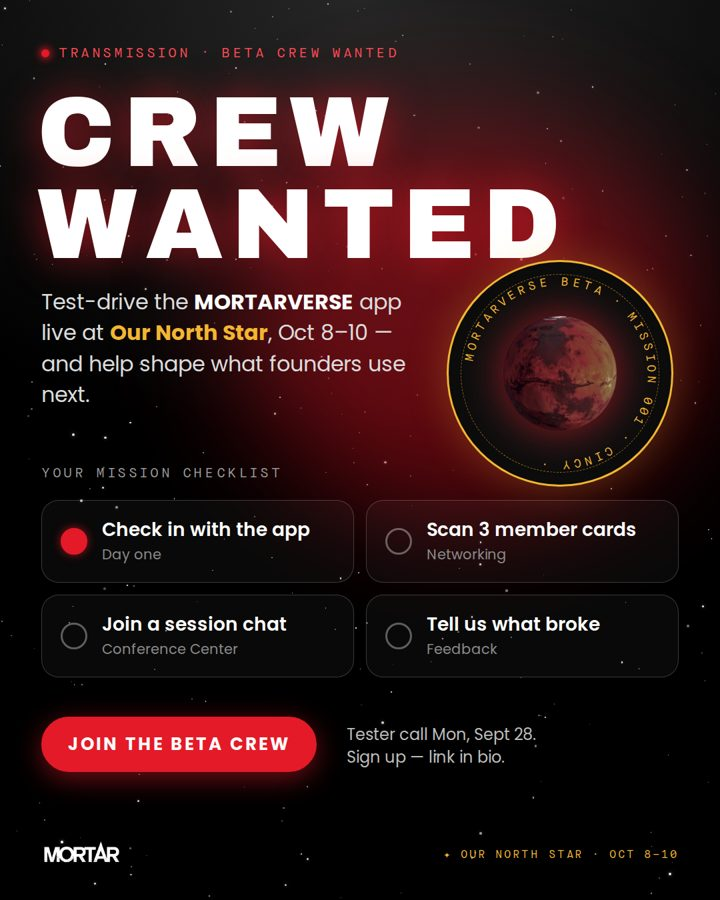 TRANSMISSION · BETA CREW WANTED
CREW
WANTED
Test-drive the MORTARVERSE app
live at Our North Star, Oct 8–10 —
and help shape what founders use
next.
MORTARVERSE BETA · MISSION 001 · CINCY ·
YOUR MISSION CHECKLIST
Check in with the app
Day one
Scan 3 member cards
Networking
Join a session chat
Conference Center
Tell us what broke
Feedback
JOIN THE BETA CREW
Tester call Mon, Sept 28.
Sign up — link in bio.
MORTAR
✦ OUR NORTH STAR · OCT 8–10